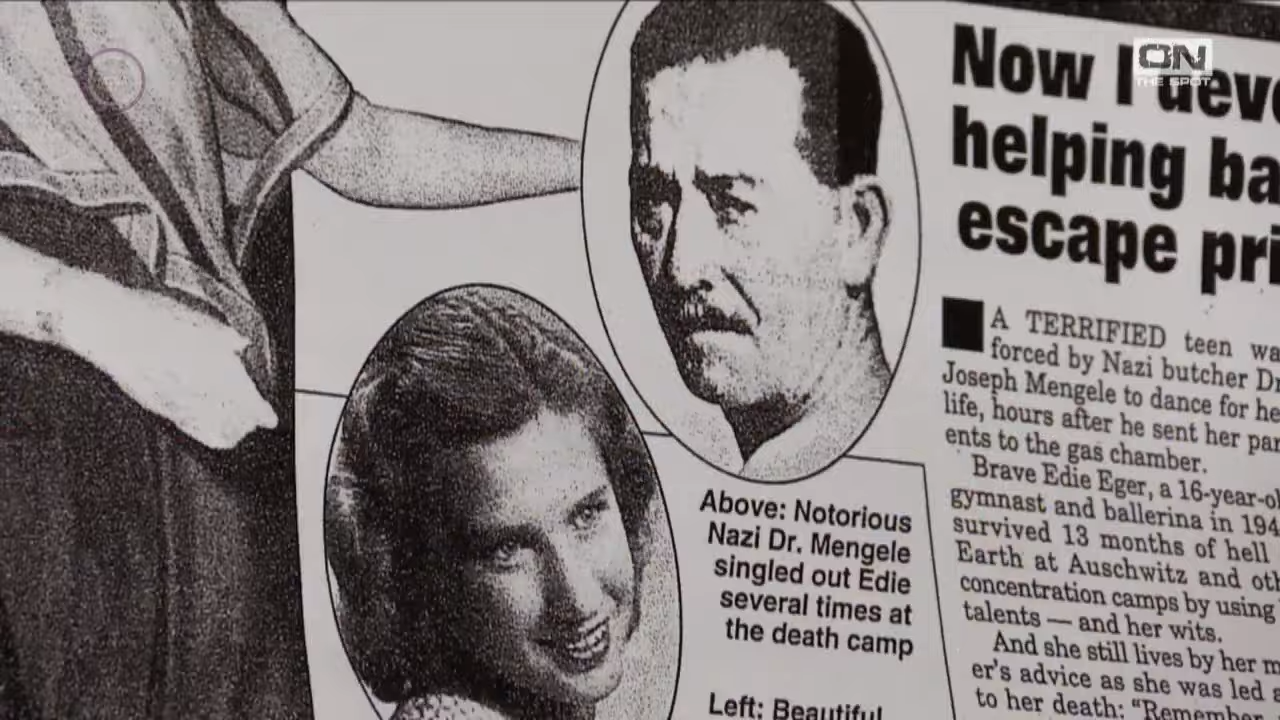 ON
THE SPOT
Now I
helping
escape
A TERRIFIED teen
forced by Nazi butcher
Joseph Mengele to dance for
life, hours after he sent her
to the gas chamber.
Brave Edie Eger, a
gymnast and ballerina in
survived 13 months of hell
Earth at Auschwitz and
concentration camps by using
talents — and her wits.
And she still lives by her
er's advice as she was led
to her death: "Remember
Above: Notorious
Nazi Dr. Mengele
singled out Edie
several times at
the death camp
Left: Beautiful